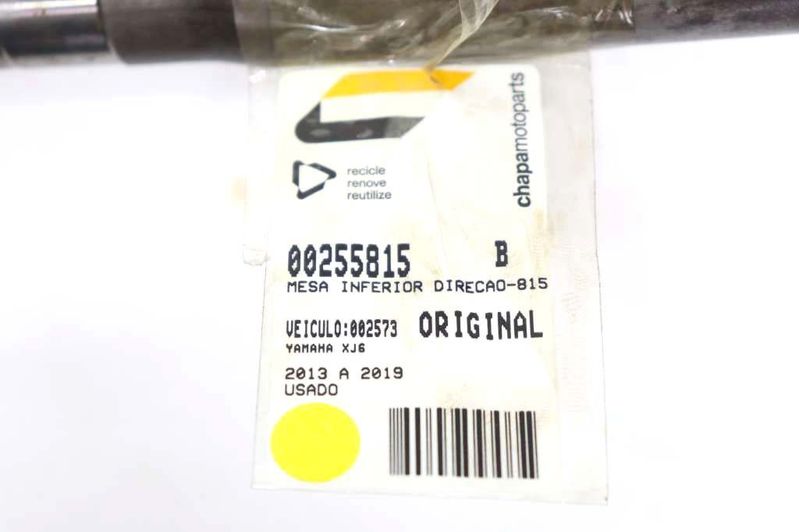 chapamotoparts
recicle
renove
reutilize
00255815 B
MESA INFERIOR DIRECAO-815
VEICULO:002573 ORIGINAL
YAMAHA XJ6
2013 A 2019
USADO